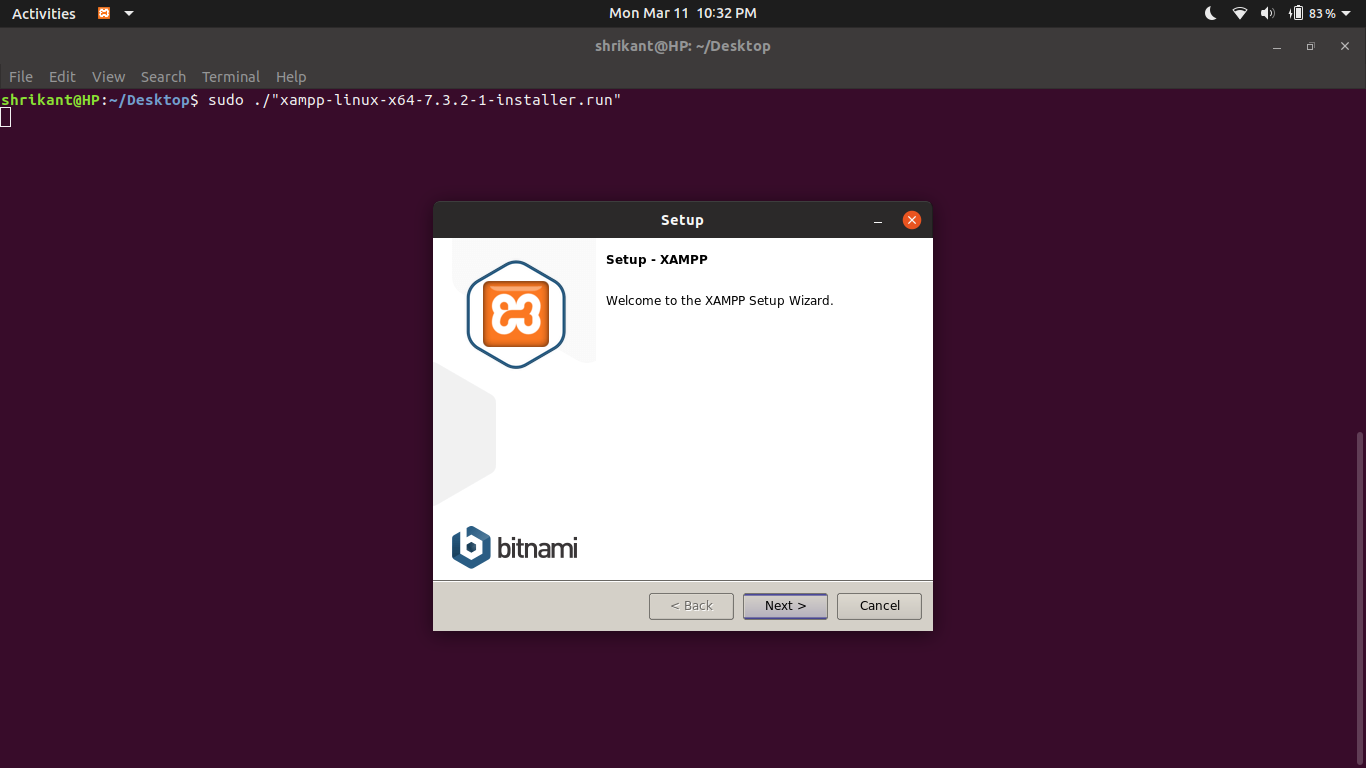 Activities
Mon Mar 11 10:32 PM
83 %
shrikant@HP: ~/Desktop
File Edit View Search Terminal Help
shrikant@HP:~/Desktop$ sudo ./"xampp-linux-x64-7.3.2-1-installer.run"
Setup
Setup - XAMPP
Welcome to the XAMPP Setup Wizard.
bitnami
< Back Next > Cancel